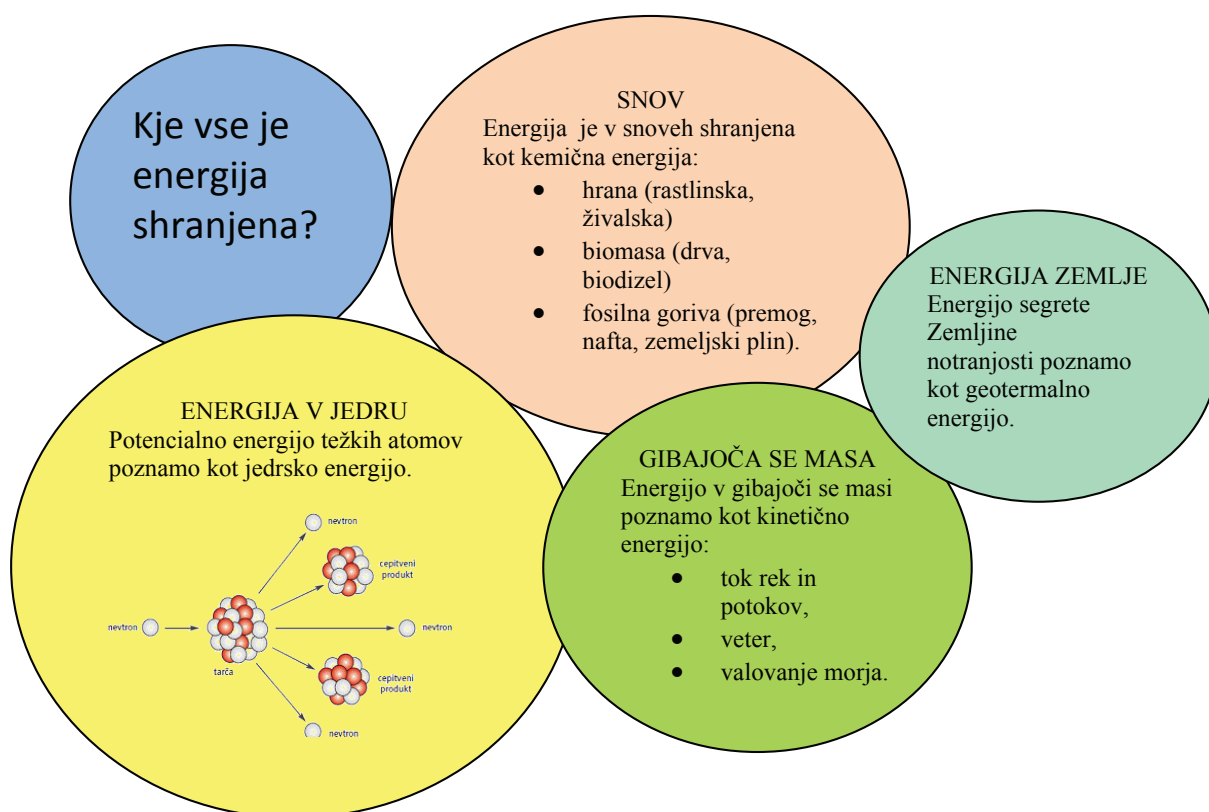 Kje vse je
energija
shranjena?
SNOV
Energija je v snoveh shranjena
kot kemična energija:
• hrana (rastlinska,
živalska)
• biomasa (drva,
biodizel)
• fosilna goriva (premog,
nafta, zemeljski plin).
ENERGIJA ZEMLJE
Energijo segrete
Zemljine
notranjosti poznamo
kot geotermalno
energijo.
ENERGIJA V JEDRU
Potencialno energijo težkih atomov
poznamo kot jedrsko energijo.
nevtron
cepitveni
produkt
nevtron
nevtron
tarča
cepitveni
produkt
nevtron
GIBAJOČA SE MASA
Energijo v gibajoči se masi
poznamo kot kinetično
energijo:
• tok rek in
potokov,
• veter,
• valovanje morja.